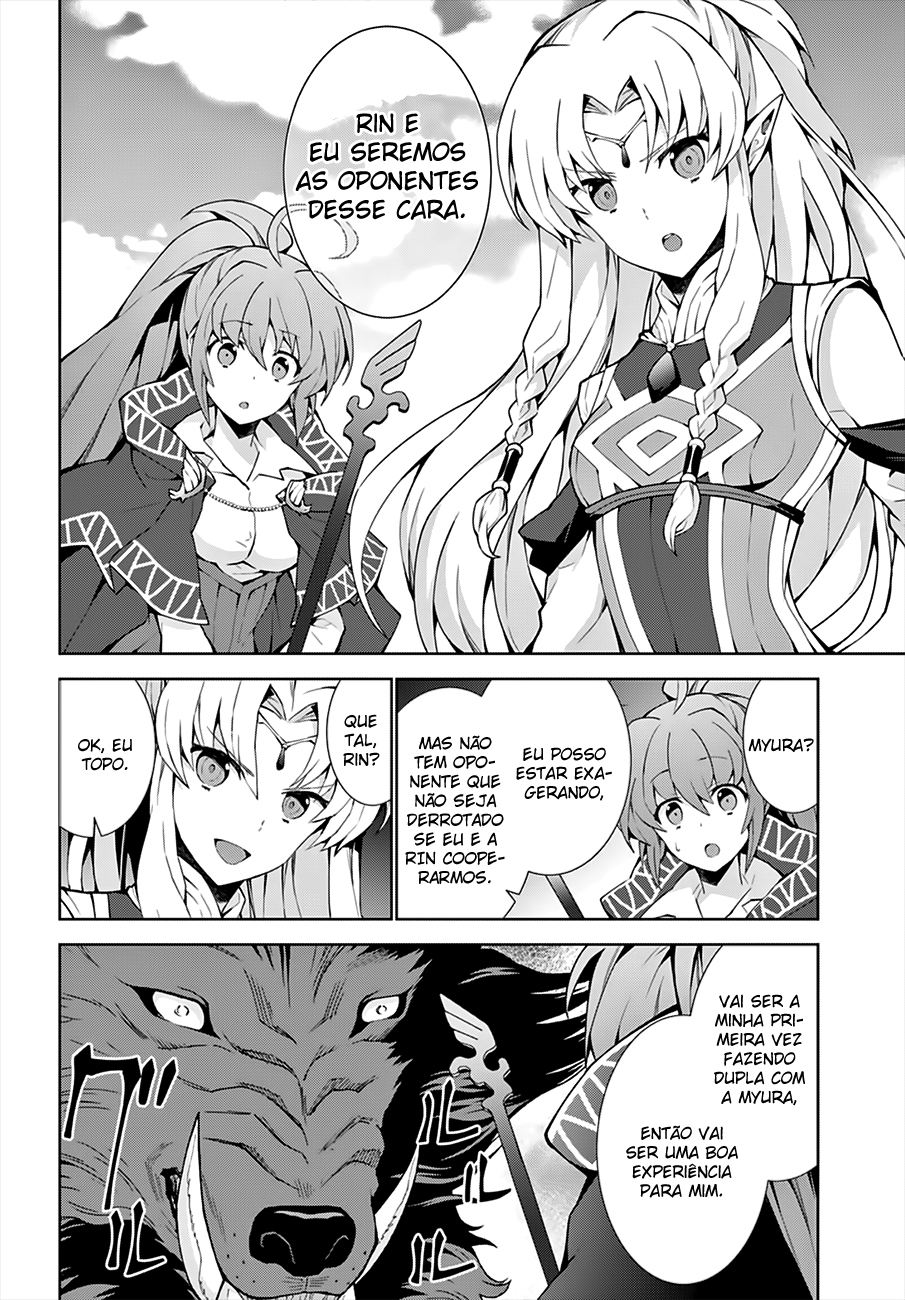 RIN E
EU SEREMOS
AS OPONENTES
DESSE CARA.
MYURA?
EU POSSO
ESTAR EXA-
GERANDO,
MAS NÃO
TEM OPO-
NENTE QUE
NÃO SEJA
DERROTADO
SE EU E A
RIN COOPE-
RARMOS.
QUE
TAL,
RIN?
OK, EU
TOPO.
VAI SER A
MINHA PRI-
MEIRA VEZ
FAZENDO
DUPLA COM
A MYURA,
ENTÃO VAI
SER UMA BOA
EXPERIÊNCIA
PARA MIM.
グルル
ルル